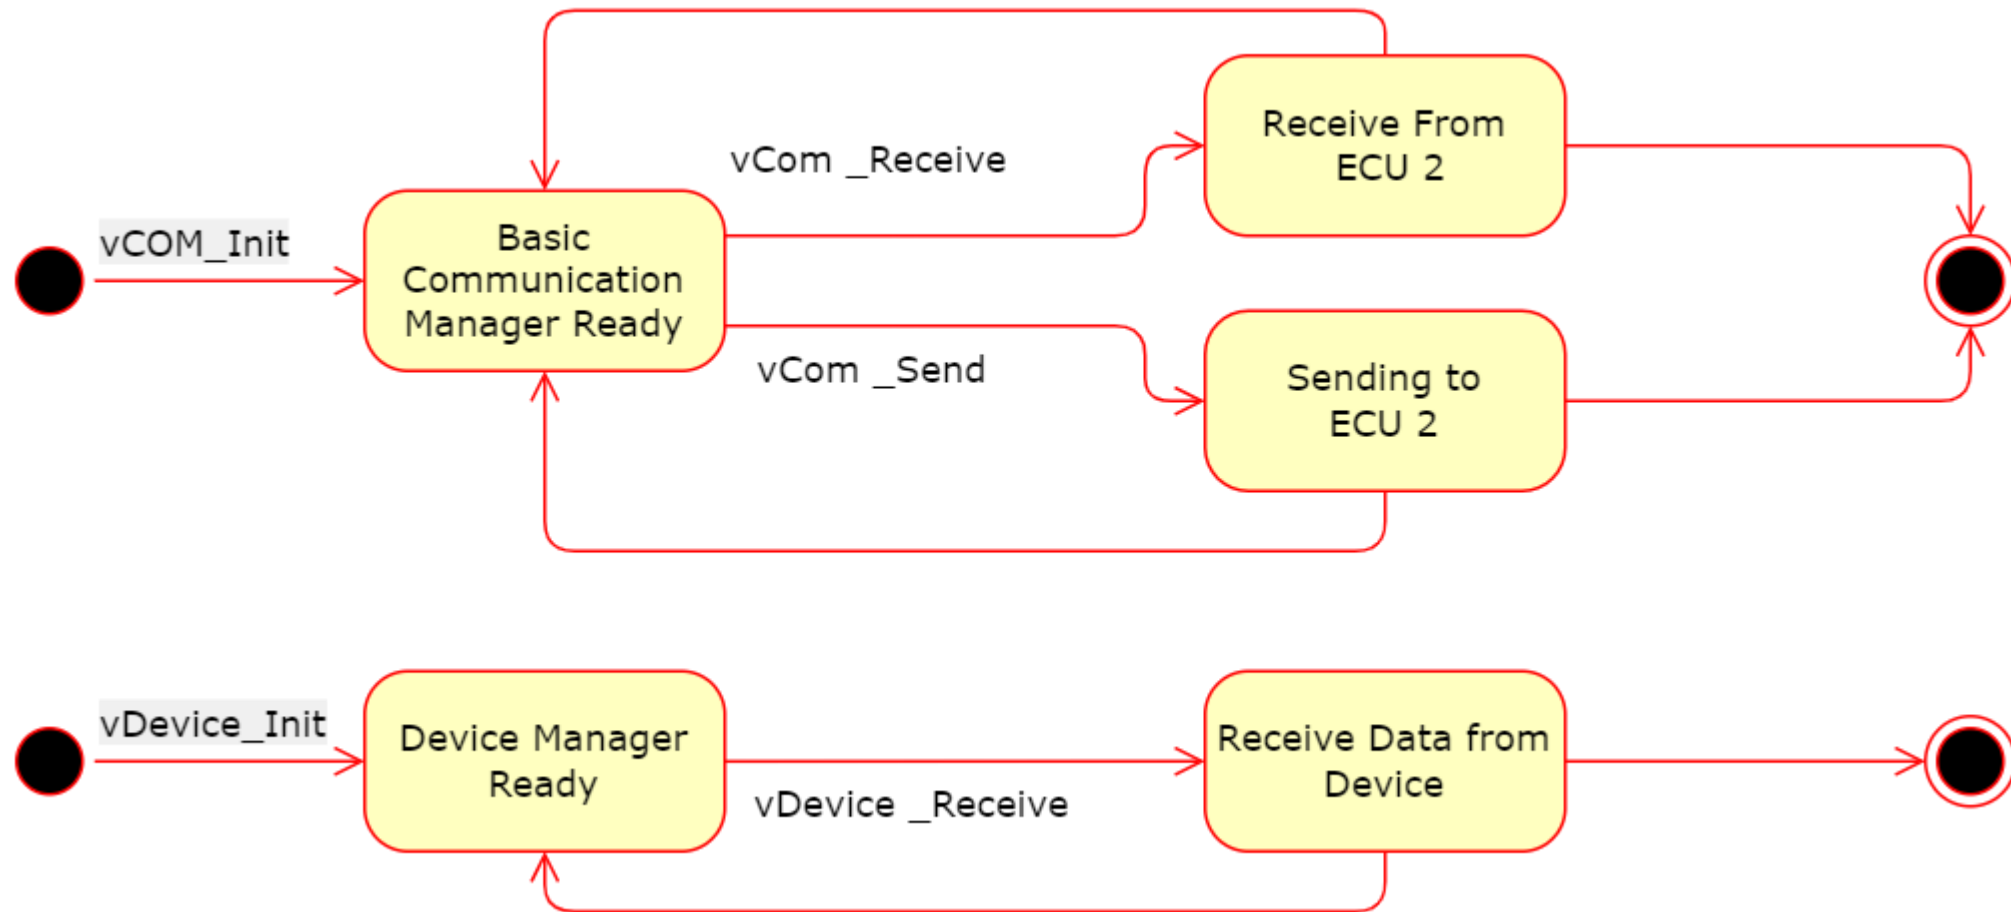 vCOM_Init
Basic
Communication
Manager Ready
vCom _Receive
Receive From
ECU 2
vCom _Send
Sending to
ECU 2
vDevice_Init
Device Manager
Ready
vDevice _Receive
Receive Data from
Device